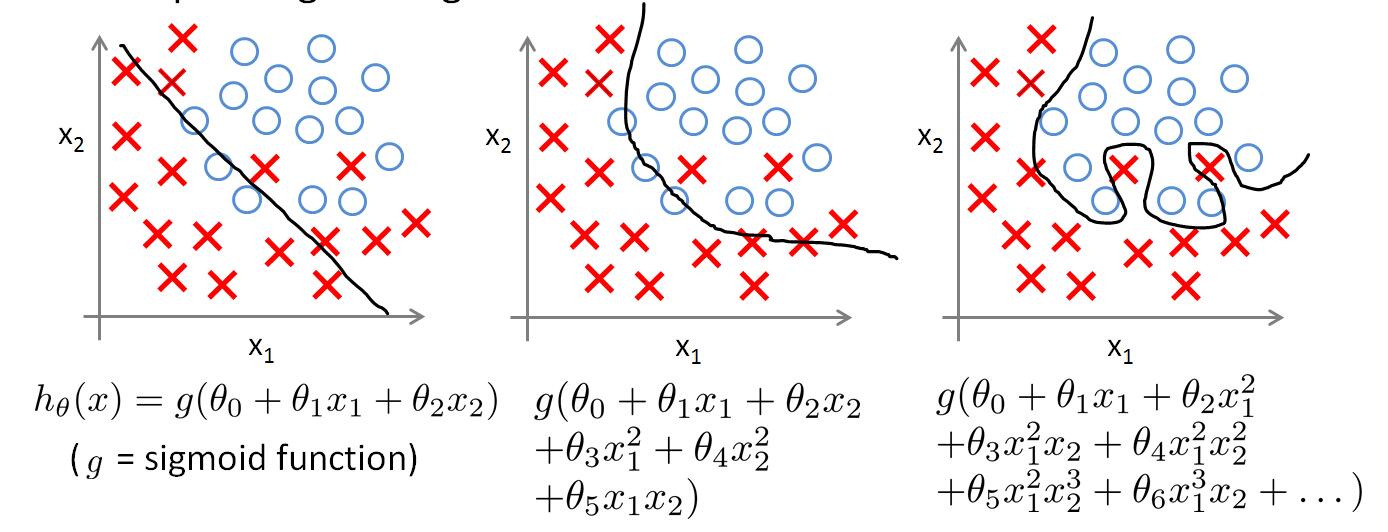 x₂
x₁
x₂
x₁
x₂
x₁
h_θ(x) = g(θ₀ + θ₁x₁ + θ₂x₂)
( g = sigmoid function)
g(θ₀ + θ₁x₁ + θ₂x₂
+θ₃x₁² + θ₄x₂²
+θ₅x₁x₂)
g(θ₀ + θ₁x₁ + θ₂x₁²
+θ₃x₁²x₂ + θ₄x₁²x₂²
+θ₅x₁²x₂³ + θ₆x₁³x₂ + . . . )